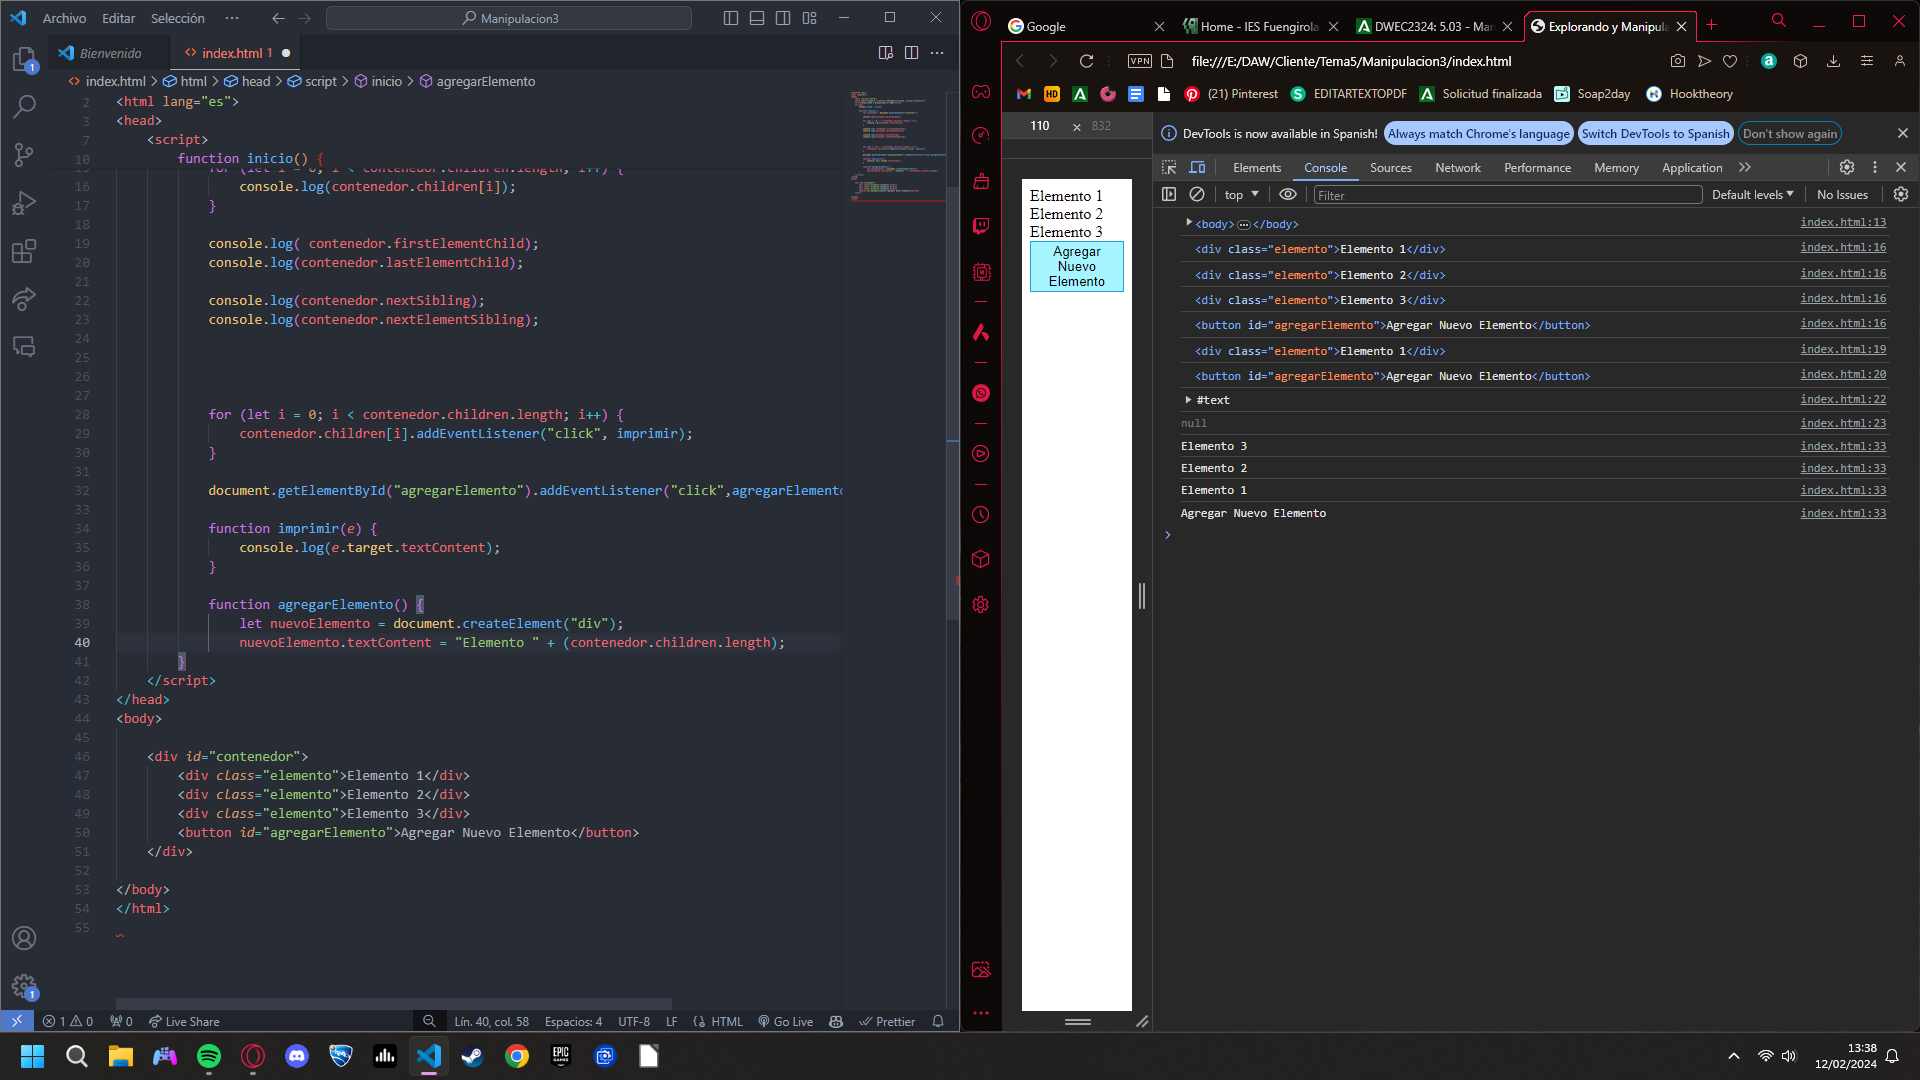 Archivo Editar Selección ··· Manipulacion3
Bienvenido index.html 1
index.html > html > head > script > inicio > agregarElemento
2 <html lang="es">
3 <head>
7 <script>
10 function inicio() {
for (let i = 0; i < contenedor.children.length; i++) {
16 console.log(contenedor.children[i]);
17 }
18
19 console.log( contenedor.firstElementChild);
20 console.log(contenedor.lastElementChild);
21
22 console.log(contenedor.nextSibling);
23 console.log(contenedor.nextElementSibling);
24
25
26
27
28 for (let i = 0; i < contenedor.children.length; i++) {
29 contenedor.children[i].addEventListener("click", imprimir);
30 }
31
32 document.getElementById("agregarElemento").addEventListener("click",agregarElemento
33
34 function imprimir(e) {
35 console.log(e.target.textContent);
36 }
37
38 function agregarElemento() {
39 let nuevoElemento = document.createElement("div");
40 nuevoElemento.textContent = "Elemento " + (contenedor.children.length);
41 }
42 </script>
43 </head>
44 <body>
45
46 <div id="contenedor">
47 <div class="elemento">Elemento 1</div>
48 <div class="elemento">Elemento 2</div>
49 <div class="elemento">Elemento 3</div>
50 <button id="agregarElemento">Agregar Nuevo Elemento</button>
51 </div>
52
53 </body>
54 </html>
55
1 0 0 Live Share Lín. 40, col. 58 Espacios: 4 UTF-8 LF HTML Go Live Prettier
Google Home - IES Fuengirola DWEC2324: 5.03 - Man Explorando y Manipula
VPN file:///E:/DAW/Cliente/Tema5/Manipulacion3/index.html
HD (21) Pinterest EDITARTEXTOPDF Solicitud finalizada Soap2day Hooktheory
110 × 832
Elemento 1
Elemento 2
Elemento 3
Agregar
Nuevo
Elemento
DevTools is now available in Spanish! Always match Chrome's language Switch DevTools to Spanish Don't show again
Elements Console Sources Network Performance Memory Application
top Filter Default levels No Issues
<body> … </body> index.html:13
<div class="elemento">Elemento 1</div> index.html:16
<div class="elemento">Elemento 2</div> index.html:16
<div class="elemento">Elemento 3</div> index.html:16
<button id="agregarElemento">Agregar Nuevo Elemento</button> index.html:16
<div class="elemento">Elemento 1</div> index.html:19
<button id="agregarElemento">Agregar Nuevo Elemento</button> index.html:20
#text index.html:22
null index.html:23
Elemento 3 index.html:33
Elemento 2 index.html:33
Elemento 1 index.html:33
Agregar Nuevo Elemento index.html:33
EPIC GAMES
13:38
12/02/2024